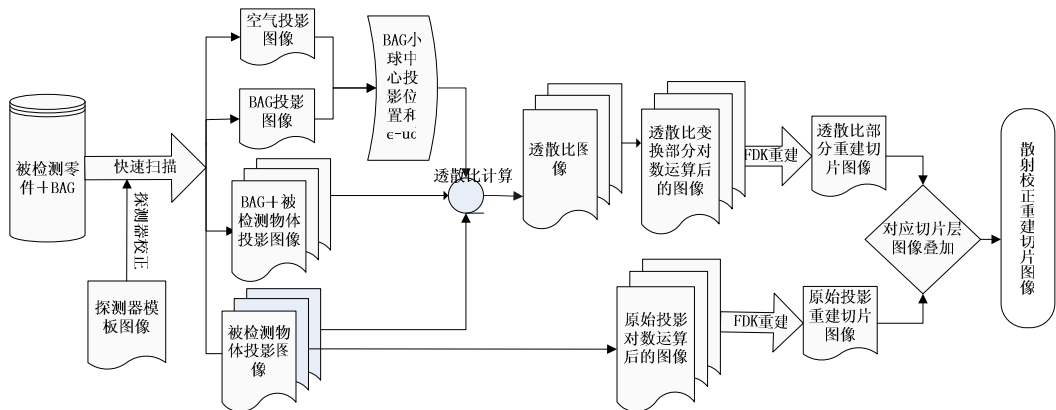 空气投影
图像
BAG投影
图像
BAG小
球中
心投
影位
置和
e-ud
被检测零
件＋BAG
快速扫描
探测器校正
探测器模
板图像
BAG＋被
检测物体
投影图像
被检测物
体投影图
像
透散比计算
透散比图
像
透散比变
换部分对
数运算后
的图像
FDK重建
透散比部
分重建切
片图像
原始投影
对数运算
后的图像
FDK重建
原始投影
重建切片
图像
对应切片层
图像叠加
散射校正重建切片图像